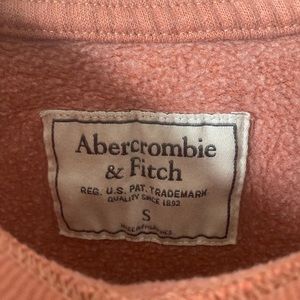 Abercrombie
& Fitch
REG. U.S. PAT. TRADEMARK
QUALITY SINCE 1892
S